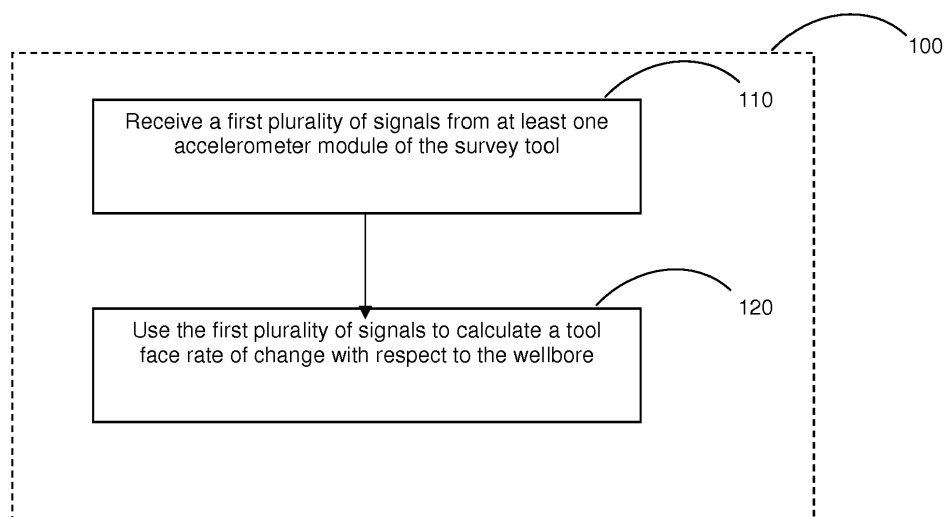 100
110
Receive a first plurality of signals from at least one
accelerometer module of the survey tool
120
Use the first plurality of signals to calculate a tool
face rate of change with respect to the wellbore